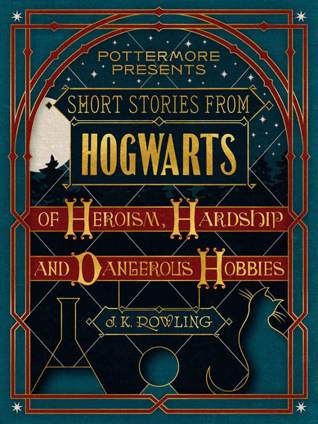 POTTERMORE
PRESENTS
SHORT STORIES FROM
HOGWARTS
OF HEROISM, HARDSHIP
AND DANGEROUS HOBBIES
J. K. ROWLING